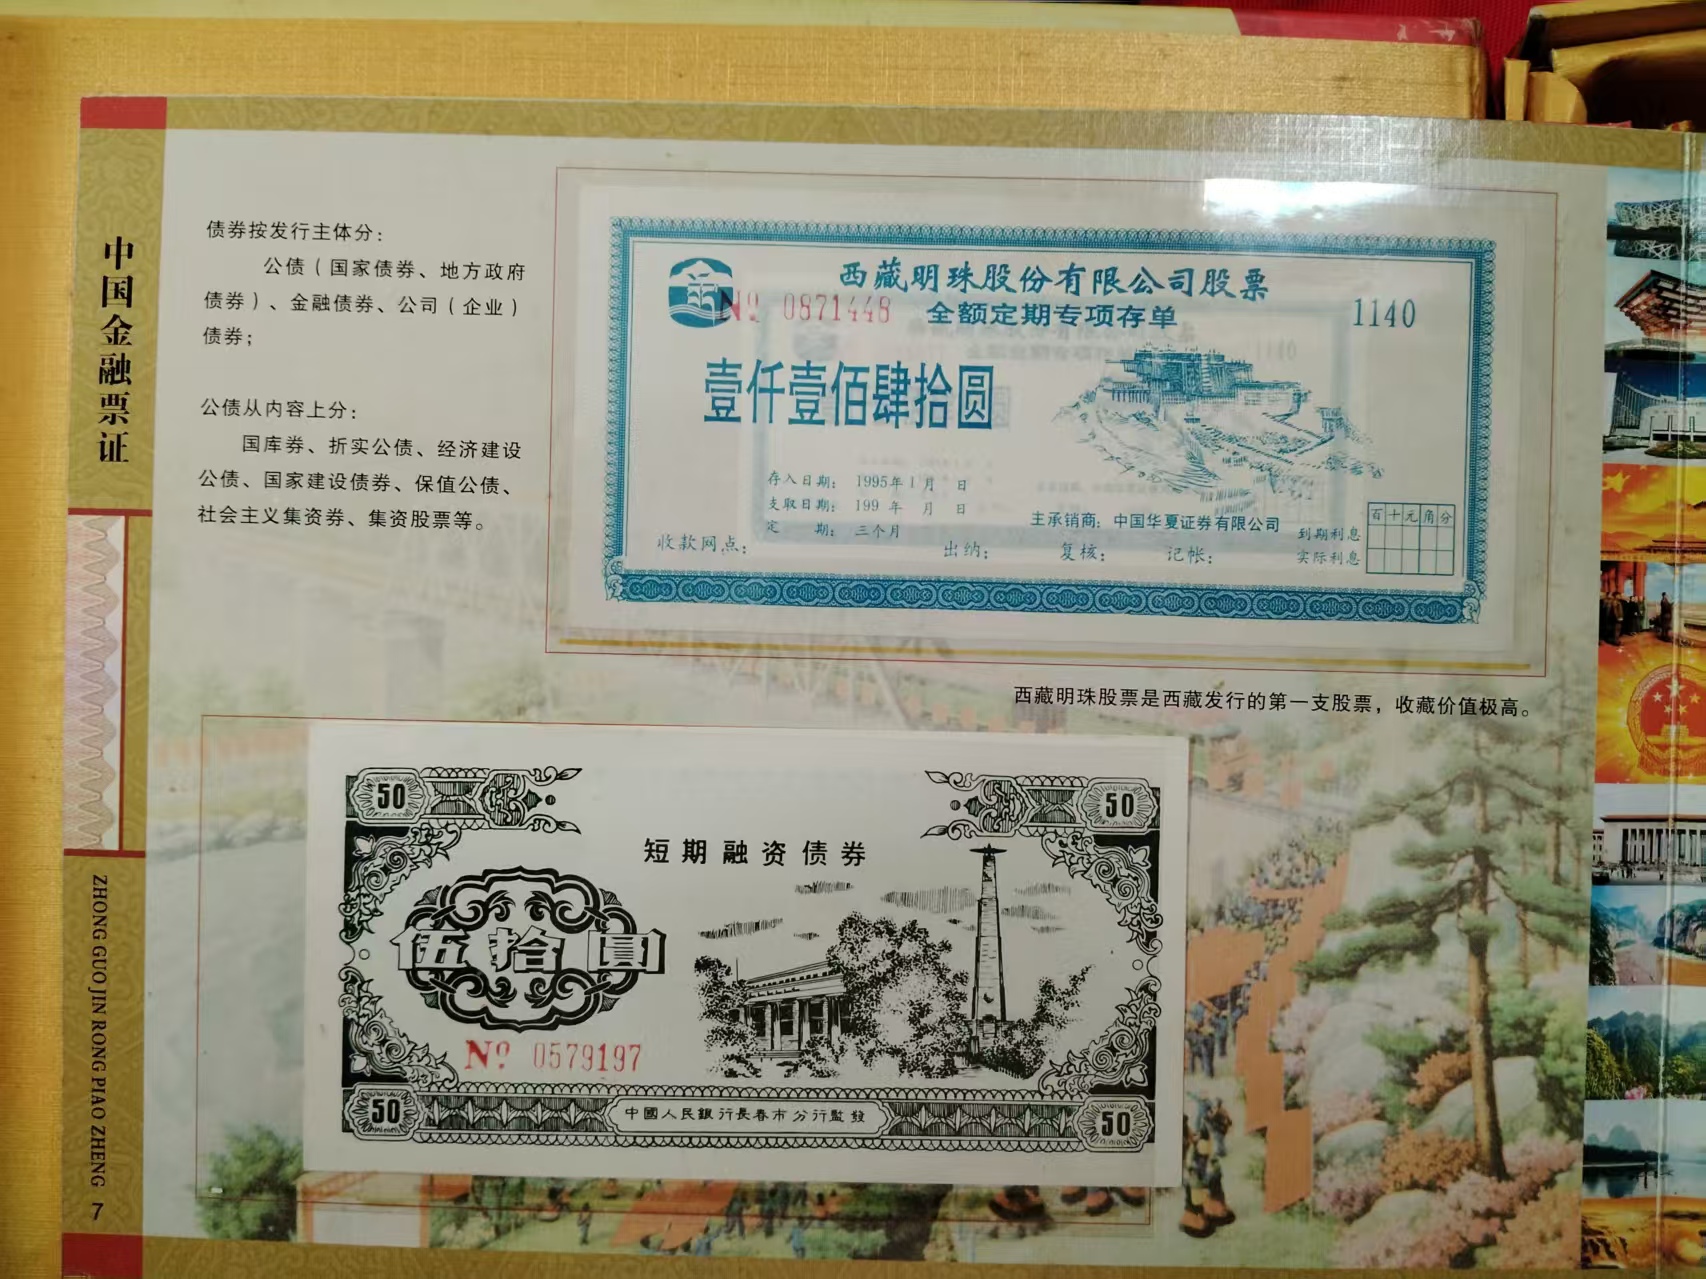 中国金融票证
ZHONG GUO JIN RONG PIAO ZHENG 7
债券按发行主体分：
公债（国家债券、地方政府
债券）、金融债券、公司（企业）
债券；
公债从内容上分：
国库券、折实公债、经济建设
公债、国家建设债券、保值公债、
社会主义集资券、集资股票等。
西藏明珠股份有限公司股票
Nº 0871448 全额定期专项存单 1140
壹仟壹佰肆拾圆
存入日期： 1995年1月 日
支取日期： 199 年 月 日
定 期： 三个月
主承销商：中国华夏证券有限公司
百十元角分
到期利息
实际利息
收款网点： 出纳： 复核： 记帐：
西藏明珠股票是西藏发行的第一支股票，收藏价值极高。
50 50
短期融资债券
伍拾圆
Nº 0579197
50 中國人民銀行長春市分行監發 50